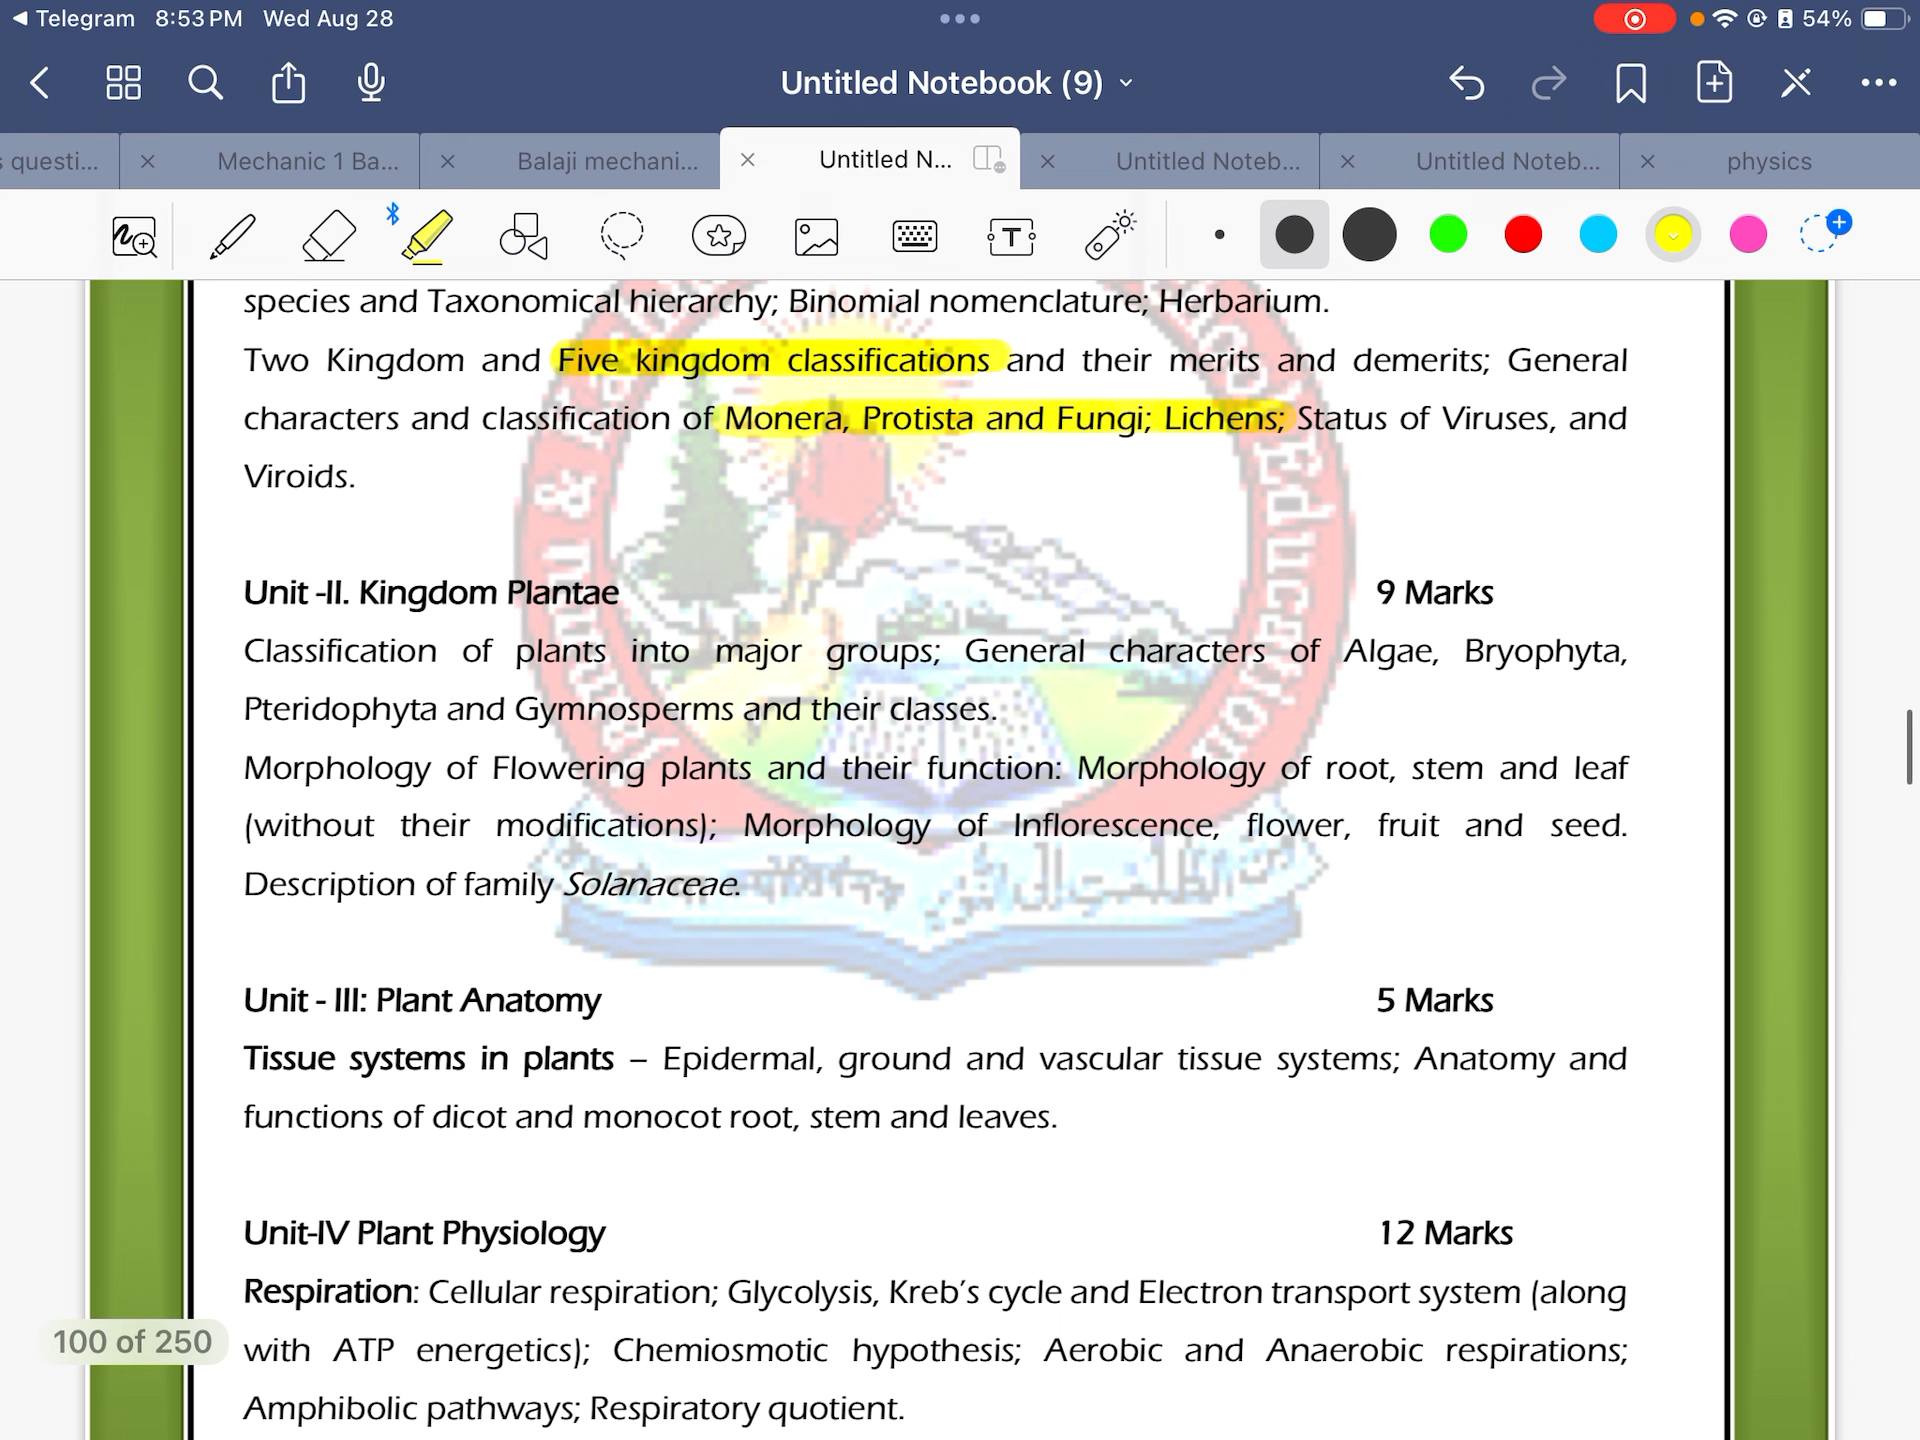 Telegram 8:53 PM Wed Aug 28
54%
Untitled Notebook (9)
s questi...
Mechanic 1 Ba...
Balaji mechani...
Untitled N...
Untitled Noteb...
Untitled Noteb...
physics
species and Taxonomical hierarchy; Binomial nomenclature; Herbarium.
Two Kingdom and Five kingdom classifications and their merits and demerits; General
characters and classification of Monera, Protista and Fungi; Lichens; Status of Viruses, and
Viroids.
Unit -II. Kingdom Plantae 9 Marks
Classification of plants into major groups; General characters of Algae, Bryophyta,
Pteridophyta and Gymnosperms and their classes.
Morphology of Flowering plants and their function: Morphology of root, stem and leaf
(without their modifications); Morphology of Inflorescence, flower, fruit and seed.
Description of family Solanaceae.
Unit - III: Plant Anatomy 5 Marks
Tissue systems in plants – Epidermal, ground and vascular tissue systems; Anatomy and
functions of dicot and monocot root, stem and leaves.
Unit-IV Plant Physiology 12 Marks
Respiration: Cellular respiration; Glycolysis, Kreb's cycle and Electron transport system (along
with ATP energetics); Chemiosmotic hypothesis; Aerobic and Anaerobic respirations;
Amphibolic pathways; Respiratory quotient.
100 of 250